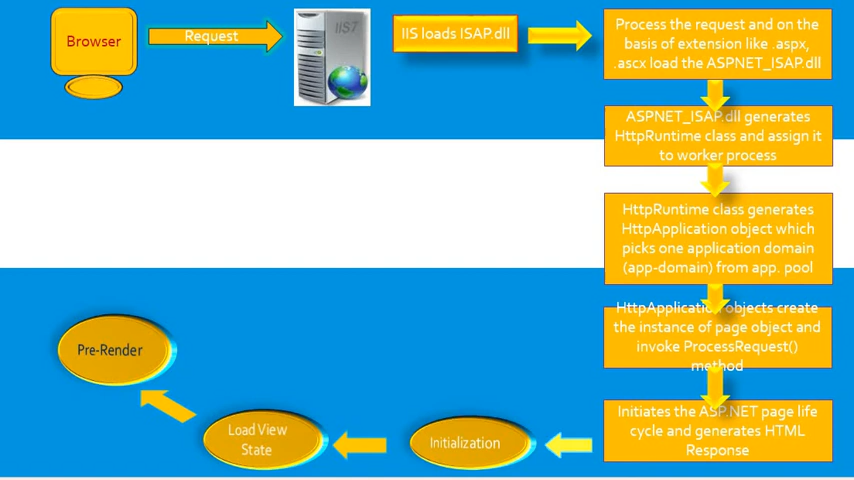 Browser
Request
IIS7
IIS loads ISAP.dll
Process the request and on the
basis of extension like .aspx,
.ascx load the ASPNET_ISAP.dll
ASPNET_ISAP.dll generates
HttpRuntime class and assign it
to worker process
HttpRuntime class generates
HttpApplication object which
picks one application domain
(app-domain) from app. pool
HttpApplication objects create
the instance of page object and
invoke ProcessRequest()
method
Initiates the ASP.NET page life
cycle and generates HTML
Response
Initialization
Load View
State
Pre-Render